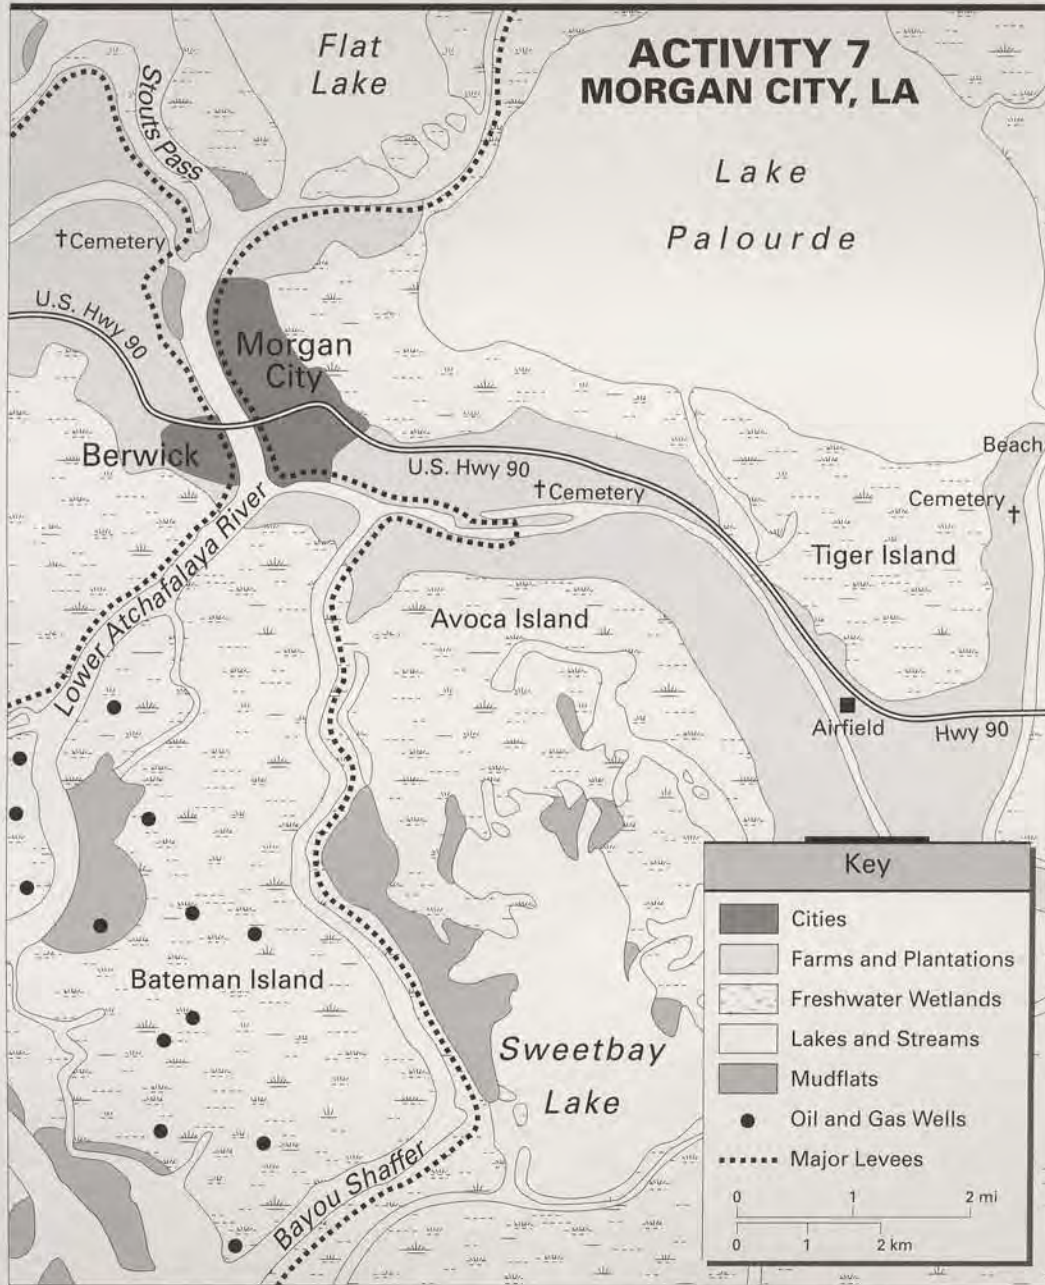 ACTIVITY 7
MORGAN CITY, LA
Flat
Lake
Stouts Pass
Lake
Palourde
†Cemetery
U.S. Hwy 90
Morgan
City
Berwick
U.S. Hwy 90
†Cemetery
Beach
Cemetery †
Tiger Island
Lower Atchafalaya River
Avoca Island
Airfield
Hwy 90
Bateman Island
Sweetbay
Lake
Bayou Shaffer
Key
Cities
Farms and Plantations
Freshwater Wetlands
Lakes and Streams
Mudflats
Oil and Gas Wells
Major Levees
0 1 2 mi
0 1 2 km